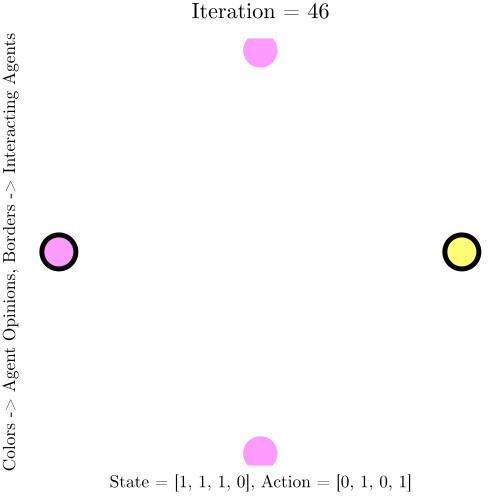 Iteration = 46
Colors -> Agent Opinions, Borders -> Interacting Agents
State = [1, 1, 1, 0], Action = [0, 1, 0, 1]